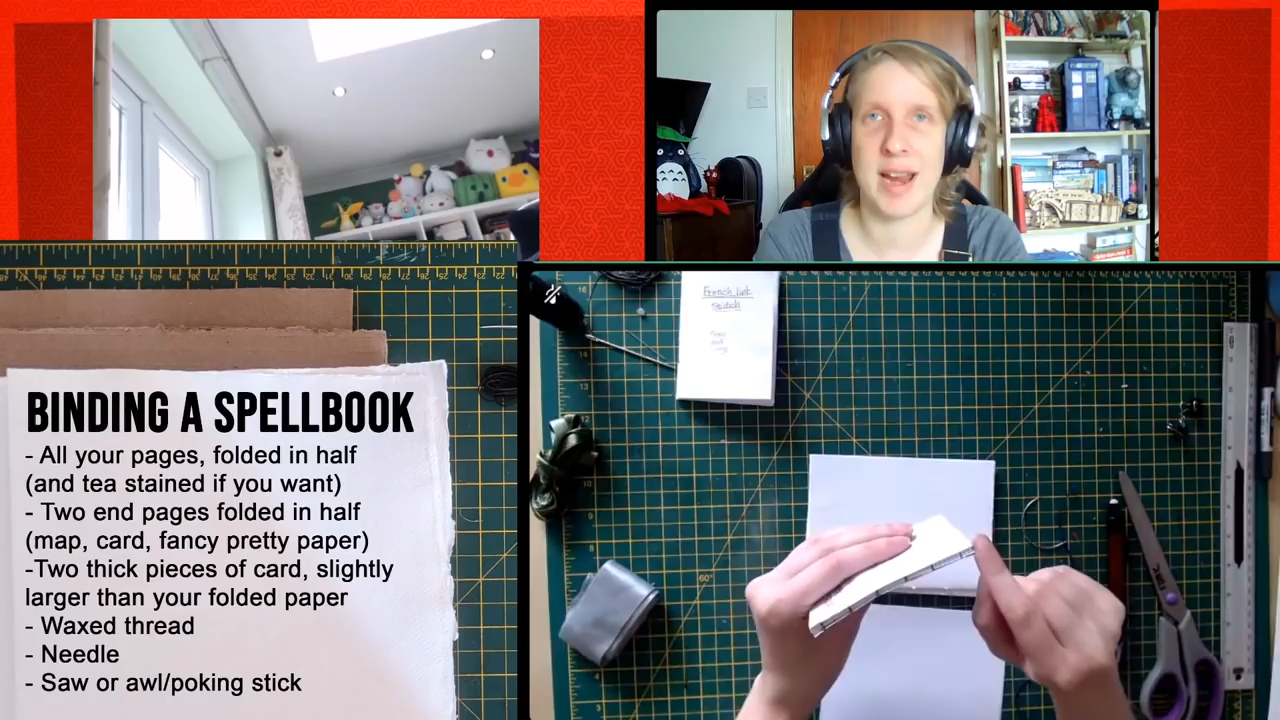 BINDING A SPELLBOOK
- All your pages, folded in half
(and tea stained if you want)
- Two end pages folded in half
(map, card, fancy pretty paper)
-Two thick pieces of card, slightly
larger than your folded paper
- Waxed thread
- Needle
- Saw or awl/poking stick
French
stitch
60°